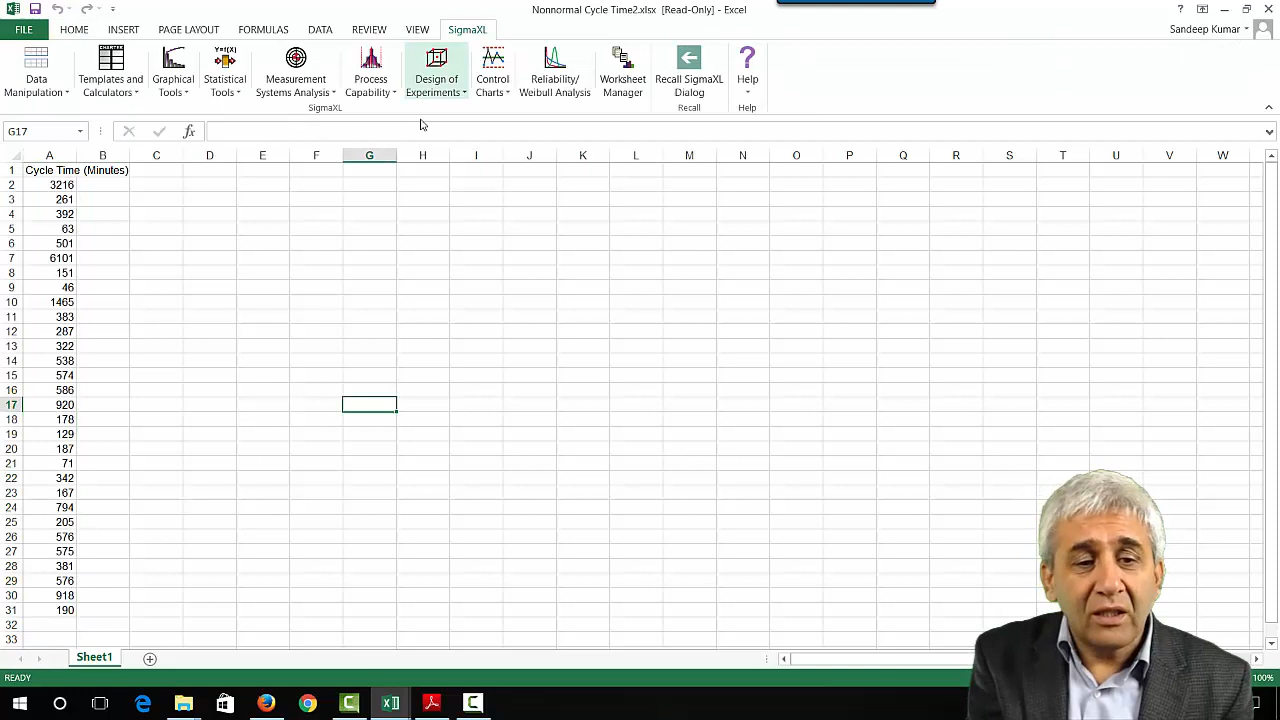 Nonnormal Cycle Time2.xlsx [Read-Only] - Excel
FILE HOME INSERT PAGE LAYOUT FORMULAS DATA REVIEW VIEW SigmaXL Sandeep Kumar
Data Manipulation
Templates and Calculators
Graphical Tools
Statistical Tools
Measurement Systems Analysis
Process Capability
Design of Experiments
Control Charts
Reliability/ Weibull Analysis
Worksheet Manager
Recall SigmaXL Dialog
Help
SigmaXL Recall Help
G17 fx
A B C D E F G H I J K L M N O P Q R S T U V W
1 Cycle Time (Minutes)
2 3216
3 261
4 392
5 63
6 501
7 6101
8 151
9 46
10 1465
11 383
12 287
13 322
14 538
15 574
16 586
17 920
18 178
19 129
20 187
21 71
22 342
23 167
24 794
25 205
26 576
27 575
28 381
29 576
30 918
31 190
32
33
Sheet1
READY 100%